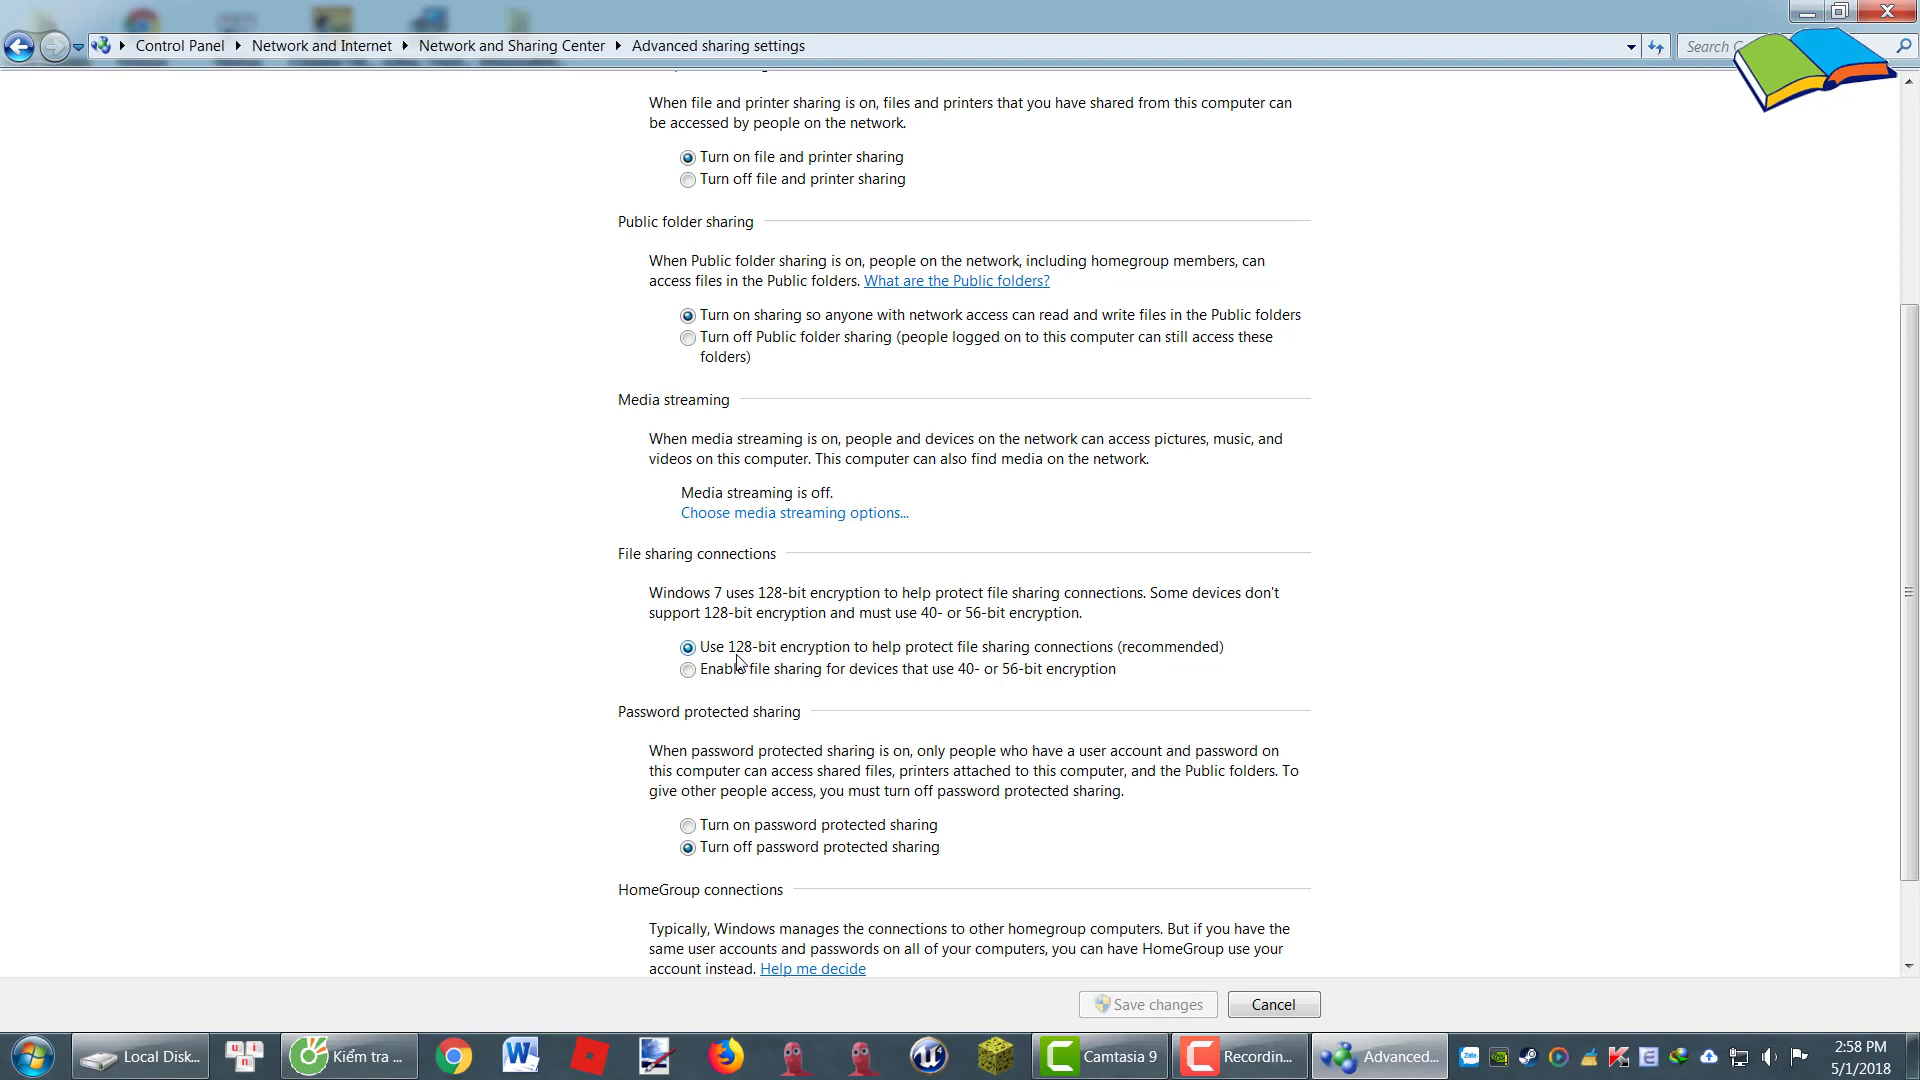 Control Panel Network and Internet Network and Sharing Center Advanced sharing settings
Search
When file and printer sharing is on, files and printers that you have shared from this computer can
be accessed by people on the network.
Turn on file and printer sharing
Turn off file and printer sharing
Public folder sharing
When Public folder sharing is on, people on the network, including homegroup members, can
access files in the Public folders. What are the Public folders?
Turn on sharing so anyone with network access can read and write files in the Public folders
Turn off Public folder sharing (people logged on to this computer can still access these
folders)
Media streaming
When media streaming is on, people and devices on the network can access pictures, music, and
videos on this computer. This computer can also find media on the network.
Media streaming is off.
Choose media streaming options...
File sharing connections
Windows 7 uses 128-bit encryption to help protect file sharing connections. Some devices don't
support 128-bit encryption and must use 40- or 56-bit encryption.
Use 128-bit encryption to help protect file sharing connections (recommended)
Enable file sharing for devices that use 40- or 56-bit encryption
Password protected sharing
When password protected sharing is on, only people who have a user account and password on
this computer can access shared files, printers attached to this computer, and the Public folders. To
give other people access, you must turn off password protected sharing.
Turn on password protected sharing
Turn off password protected sharing
HomeGroup connections
Typically, Windows manages the connections to other homegroup computers. But if you have the
same user accounts and passwords on all of your computers, you can have HomeGroup use your
account instead. Help me decide
Save changes Cancel
Local Disk... Kiểm tra ... Camtasia 9 Recordin... Advanced...
2:58 PM
5/1/2018